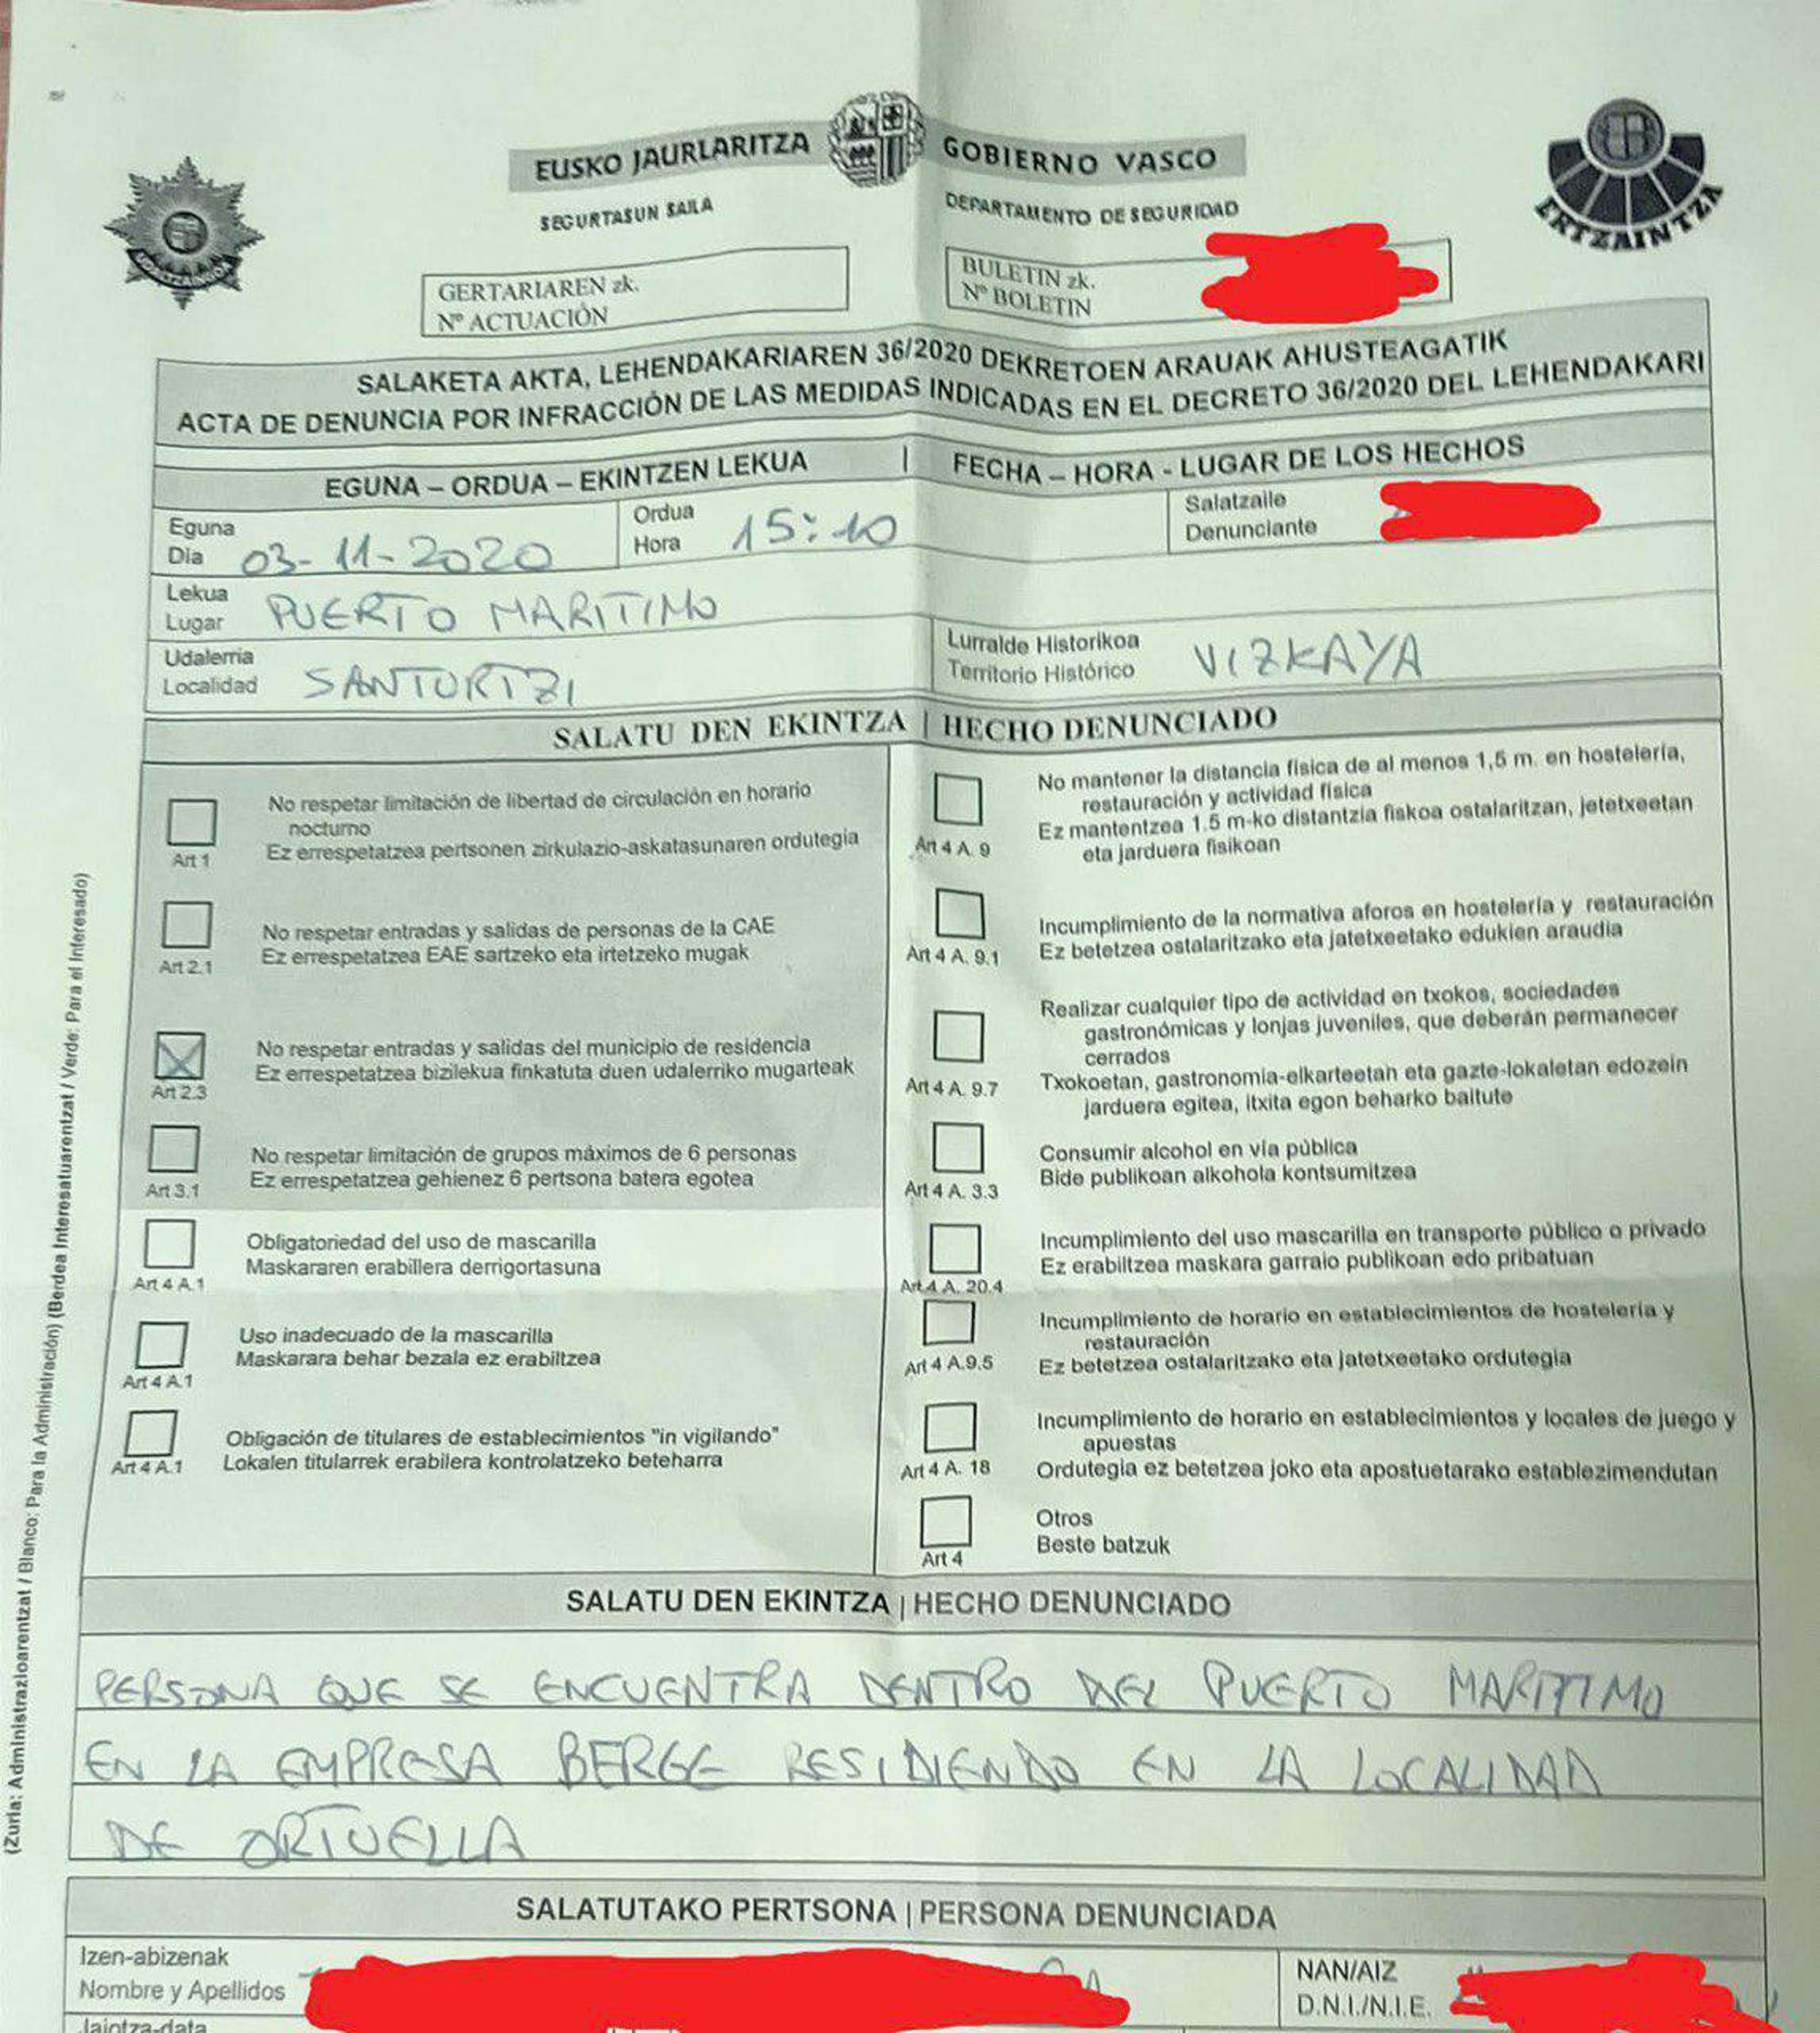 EUSKO JAURLARITZA
GOBIERNO VASCO
SEGURTASUN SAILA
DEPARTAMENTO DE SEGURIDAD
ERTZAINTZA
GERTARIAREN zk.
Nº ACTUACIÓN
BULETIN zk.
Nº BOLETIN
SALAKETA AKTA, LEHENDAKARIAREN 36/2020 DEKRETOEN ARAUAK AHUSTEAGATIK
ACTA DE DENUNCIA POR INFRACCIÓN DE LAS MEDIDAS INDICADAS EN EL DECRETO 36/2020 DEL LEHENDAKARI
EGUNA – ORDUA – EKINTZEN LEKUA | FECHA – HORA - LUGAR DE LOS HECHOS
Eguna
Dia 03-11-2020
Ordua
Hora 15:10
Salatzaile
Denunciante
Lekua
Lugar PUERTO MARITIMO
Udalerria
Localidad SANTURTZI
Lurralde Historikoa
Territorio Histórico VIZKAYA
SALATU DEN EKINTZA | HECHO DENUNCIADO
Art 1
No respetar limitación de libertad de circulación en horario
nocturno
Ez errespetatzea pertsonen zirkulazio-askatasunaren ordutegia
Art 2.1
No respetar entradas y salidas de personas de la CAE
Ez errespetatzea EAE sartzeko eta irtetzeko mugak
Art 2.3
No respetar entradas y salidas del municipio de residencia
Ez errespetatzea bizilekua finkatuta duen udalerriko mugarteak
Art 3.1
No respetar limitación de grupos máximos de 6 personas
Ez errespetatzea gehienez 6 pertsona batera egotea
Art 4 A.1
Obligatoriedad del uso de mascarilla
Maskararen erabillera derrigortasuna
Art 4 A.1
Uso inadecuado de la mascarilla
Maskarara behar bezala ez erabiltzea
Art 4 A.1
Obligación de titulares de establecimientos "in vigilando"
Lokalen titularrek erabilera kontrolatzeko beteharra
Art 4 A. 9
No mantener la distancia física de al menos 1,5 m. en hostelería,
restauración y actividad física
Ez mantentzea 1.5 m-ko distantzia fiskoa ostalaritzan, jetetxeetan
eta jarduera fisikoan
Art 4 A. 9.1
Incumplimiento de la normativa aforos en hostelería y restauración
Ez betetzea ostalaritzako eta jatetxeetako edukien araudia
Art 4 A. 9.7
Realizar cualquier tipo de actividad en txokos, sociedades
gastronómicas y lonjas juveniles, que deberán permanecer
cerrados
Txokoetan, gastronomia-elkarteetan eta gazte-lokaletan edozein
jarduera egitea, itxita egon beharko baitute
Art 4 A. 3.3
Consumir alcohol en vía pública
Bide publikoan alkohola kontsumitzea
Art 4 A. 20.4
Incumplimiento del uso mascarilla en transporte público o privado
Ez erabiltzea maskara garraio publikoan edo pribatuan
Art 4 A.9.5
Incumplimiento de horario en establecimientos de hostelería y
restauración
Ez betetzea ostalaritzako eta jatetxeetako ordutegia
Art 4 A. 18
Incumplimiento de horario en establecimientos y locales de juego y
apuestas
Ordutegia ez betetzea joko eta apostuetarako establezimendutan
Art 4
Otros
Beste batzuk
SALATU DEN EKINTZA | HECHO DENUNCIADO
PERSONA QUE SE ENCUENTRA DENTRO DEL PUERTO MARITIMO
EN LA EMPRESA BERGE RESIDIENDO EN LA LOCALIDAD
DE ORTUELLA
SALATUTAKO PERTSONA | PERSONA DENUNCIADA
Izen-abizenak
Nombre y Apellidos
NAN/AIZ
D.N.I./N.I.E.
Jaiotza-data
(Zuria: Administrazioarentzat / Blanco: Para la Administración) (Berdea Interesatuarentzat / Verde: Para el Interesado)